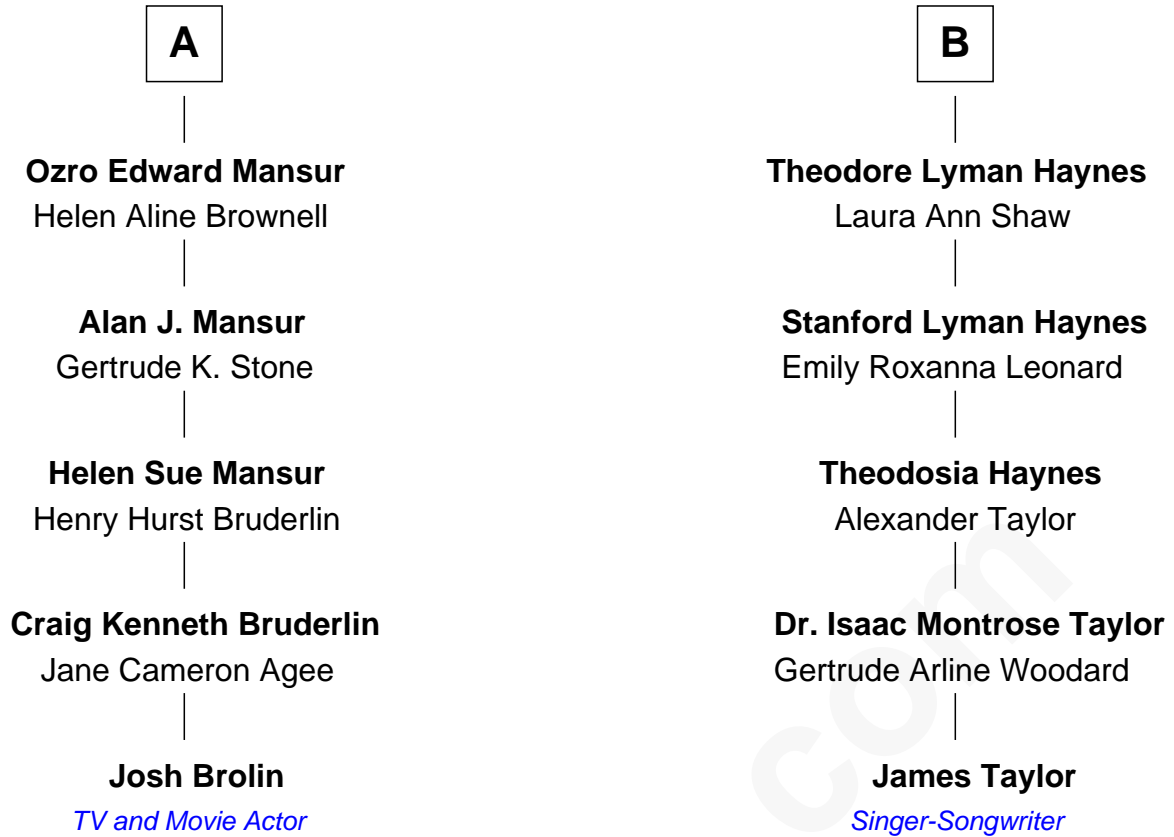 A
Ozro Edward Mansur
Helen Aline Brownell
Alan J. Mansur
Gertrude K. Stone
Helen Sue Mansur
Henry Hurst Bruderlin
Craig Kenneth Bruderlin
Jane Cameron Agee
Josh Brolin
TV and Movie Actor
B
Theodore Lyman Haynes
Laura Ann Shaw
Stanford Lyman Haynes
Emily Roxanna Leonard
Theodosia Haynes
Alexander Taylor
Dr. Isaac Montrose Taylor
Gertrude Arline Woodard
James Taylor
Singer-Songwriter
com